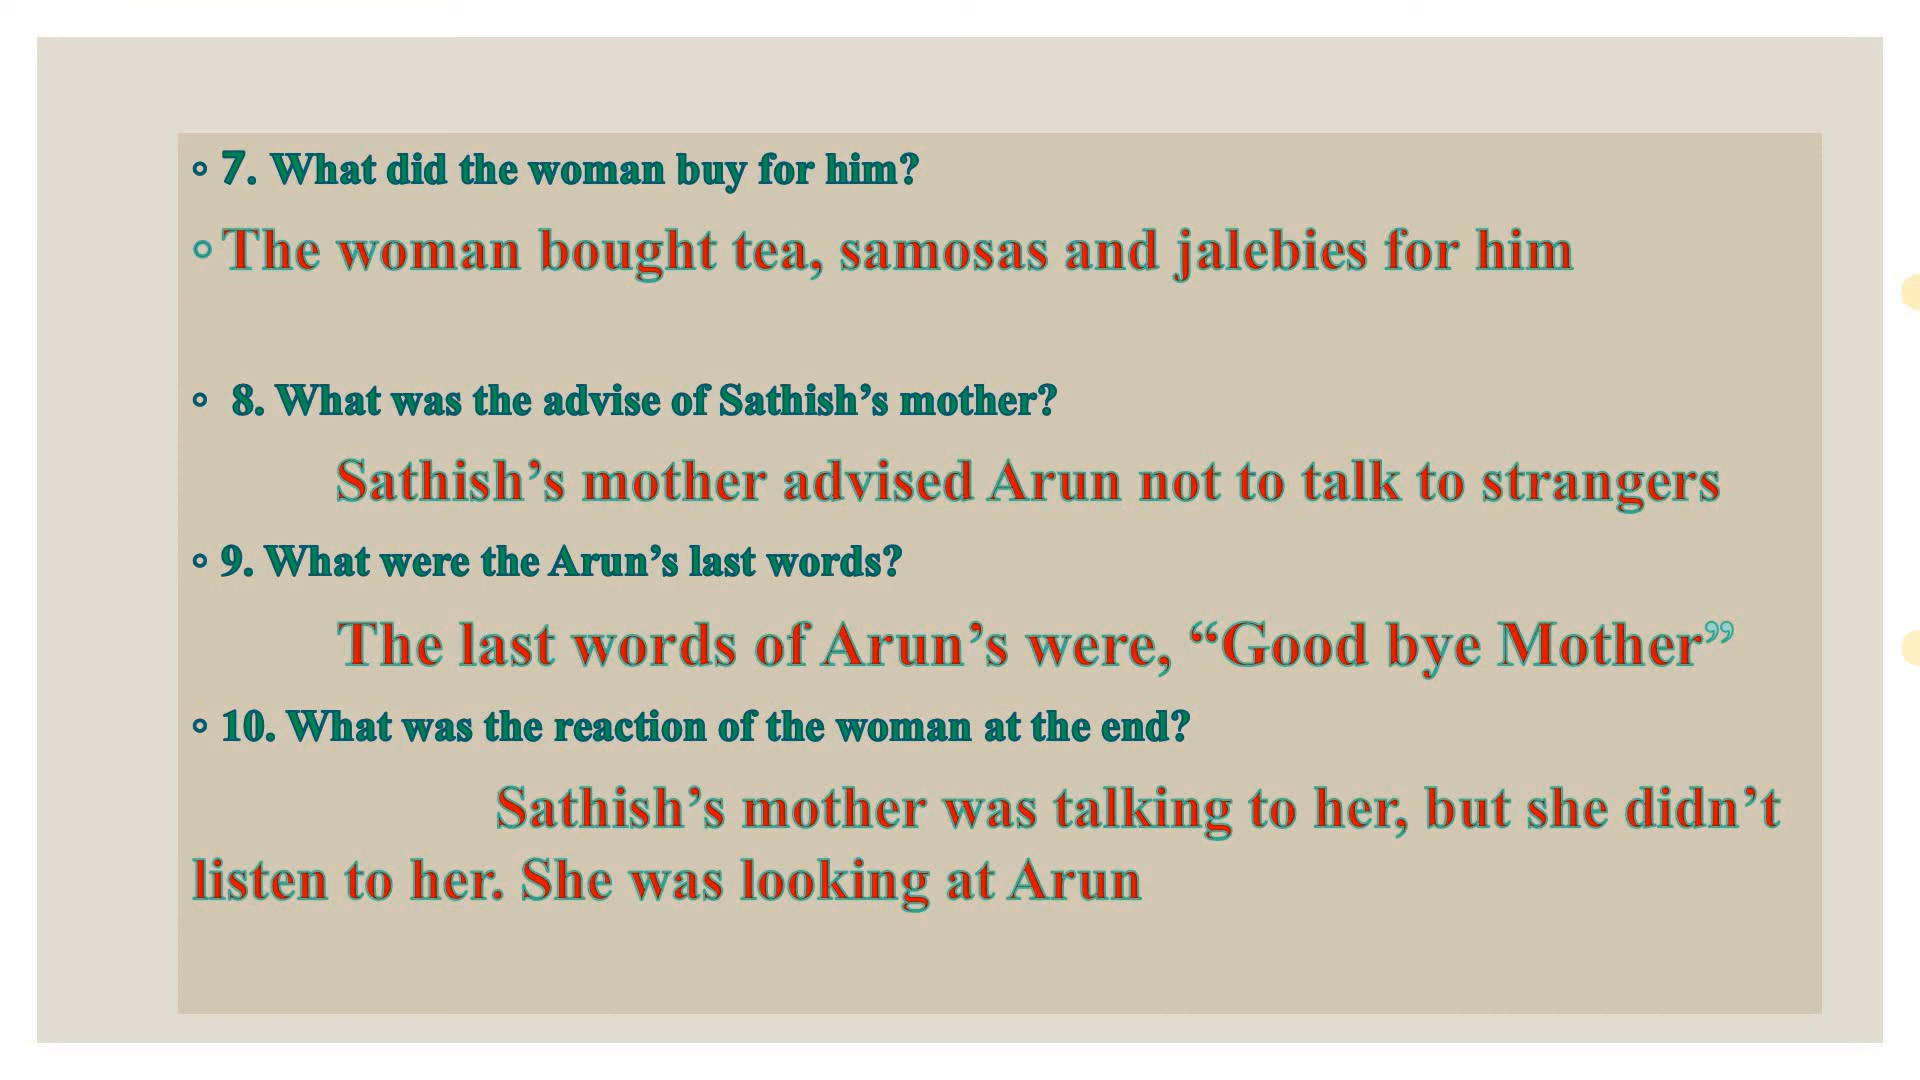 7. What did the woman buy for him?
The woman bought tea, samosas and jalebies for him
8. What was the advise of Sathish’s mother?
Sathish’s mother advised Arun not to talk to strangers
9. What were the Arun’s last words?
The last words of Arun’s were, “Good bye Mother”
10. What was the reaction of the woman at the end?
Sathish’s mother was talking to her, but she didn’t
listen to her. She was looking at Arun